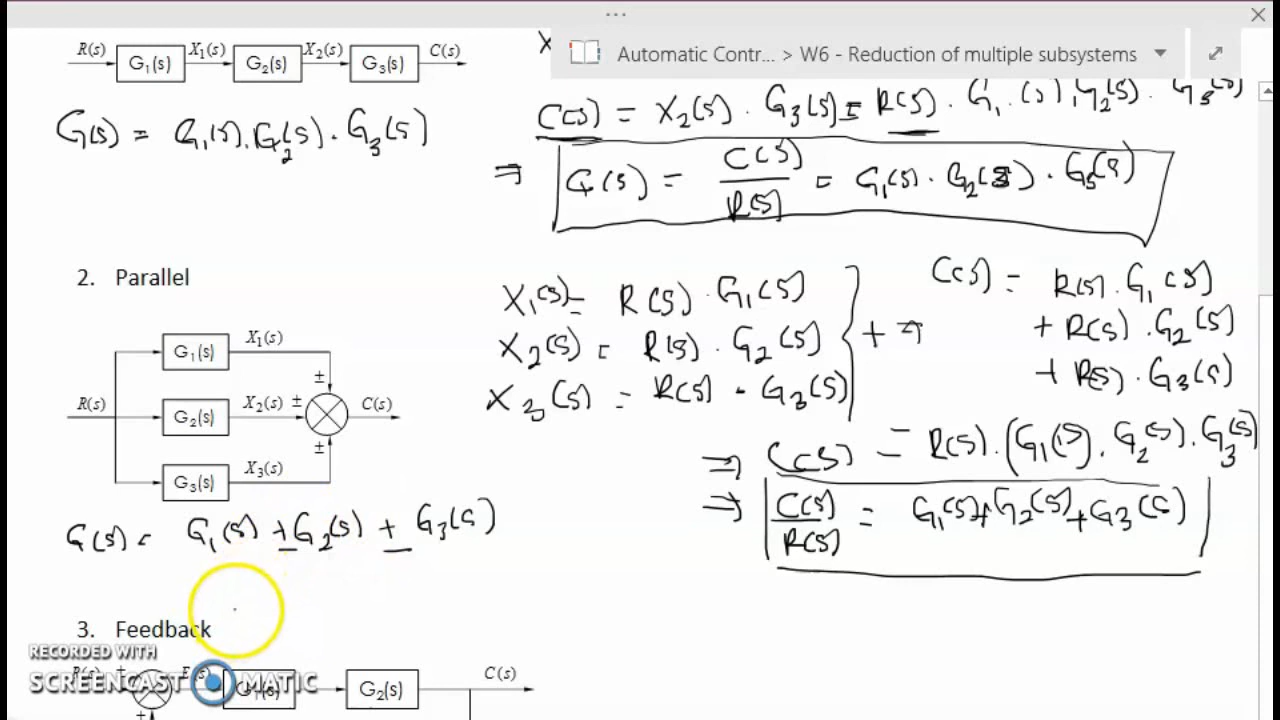 ...
Automatic Contr... > W6 - Reduction of multiple subsystems
R(s) G₁(s) X₁(s) G₂(s) X₂(s) G₃(s) C(s)
G(s) = G₁(s).G₂(s).G₃(s)
X
C(s) = X₂(s).G₃(s) = R(s).G₁.(s).G₂(s).G₃(s)
⇒ G(s) = C(s)/R(s) = G₁(s).G₂(s).G₃(s)
2. Parallel
R(s)
G₁(s) X₁(s) ±
G₂(s) X₂(s) ± C(s)
G₃(s) X₃(s) ±
G(s) = G₁(s) + G₂(s) + G₃(s)
X₁(s) = R(s).G₁(s)
X₂(s) = R(s).G₂(s)
X₃(s) = R(s).G₃(s)
+ ⇒
C(s) = R(s).G₁(s)
+ R(s).G₂(s)
+ R(s).G₃(s)
⇒ C(s) = R(s).(G₁(s).G₂(s).G₃(s)
⇒ C(s)/R(s) = G₁(s)+G₂(s)+G₃(s)
3. Feedback
R(s) + E(s) G₁(s) G₂(s) C(s)
±
RECORDED WITH
SCREENCAST MATIC